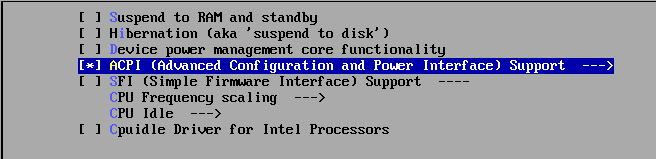 [ ] Suspend to RAM and standby
[ ] Hibernation (aka 'suspend to disk')
[ ] Device power management core functionality
[*] ACPI (Advanced Configuration and Power Interface) Support  --->
[ ] SFI (Simple Firmware Interface) Support  ----
CPU Frequency scaling  --->
CPU Idle  --->
[ ] Cpuidle Driver for Intel Processors